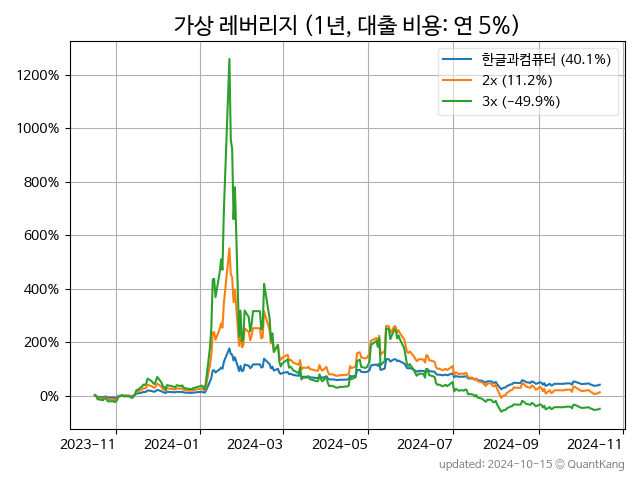 가상 레버리지 (1년, 대출 비용: 연 5%)
한글과컴퓨터 (40.1%)
2x (11.2%)
3x (-49.9%)
1200%
1000%
800%
600%
400%
200%
0%
2023-11 2024-01 2024-03 2024-05 2024-07 2024-09 2024-11
updated: 2024-10-15 © QuantKang